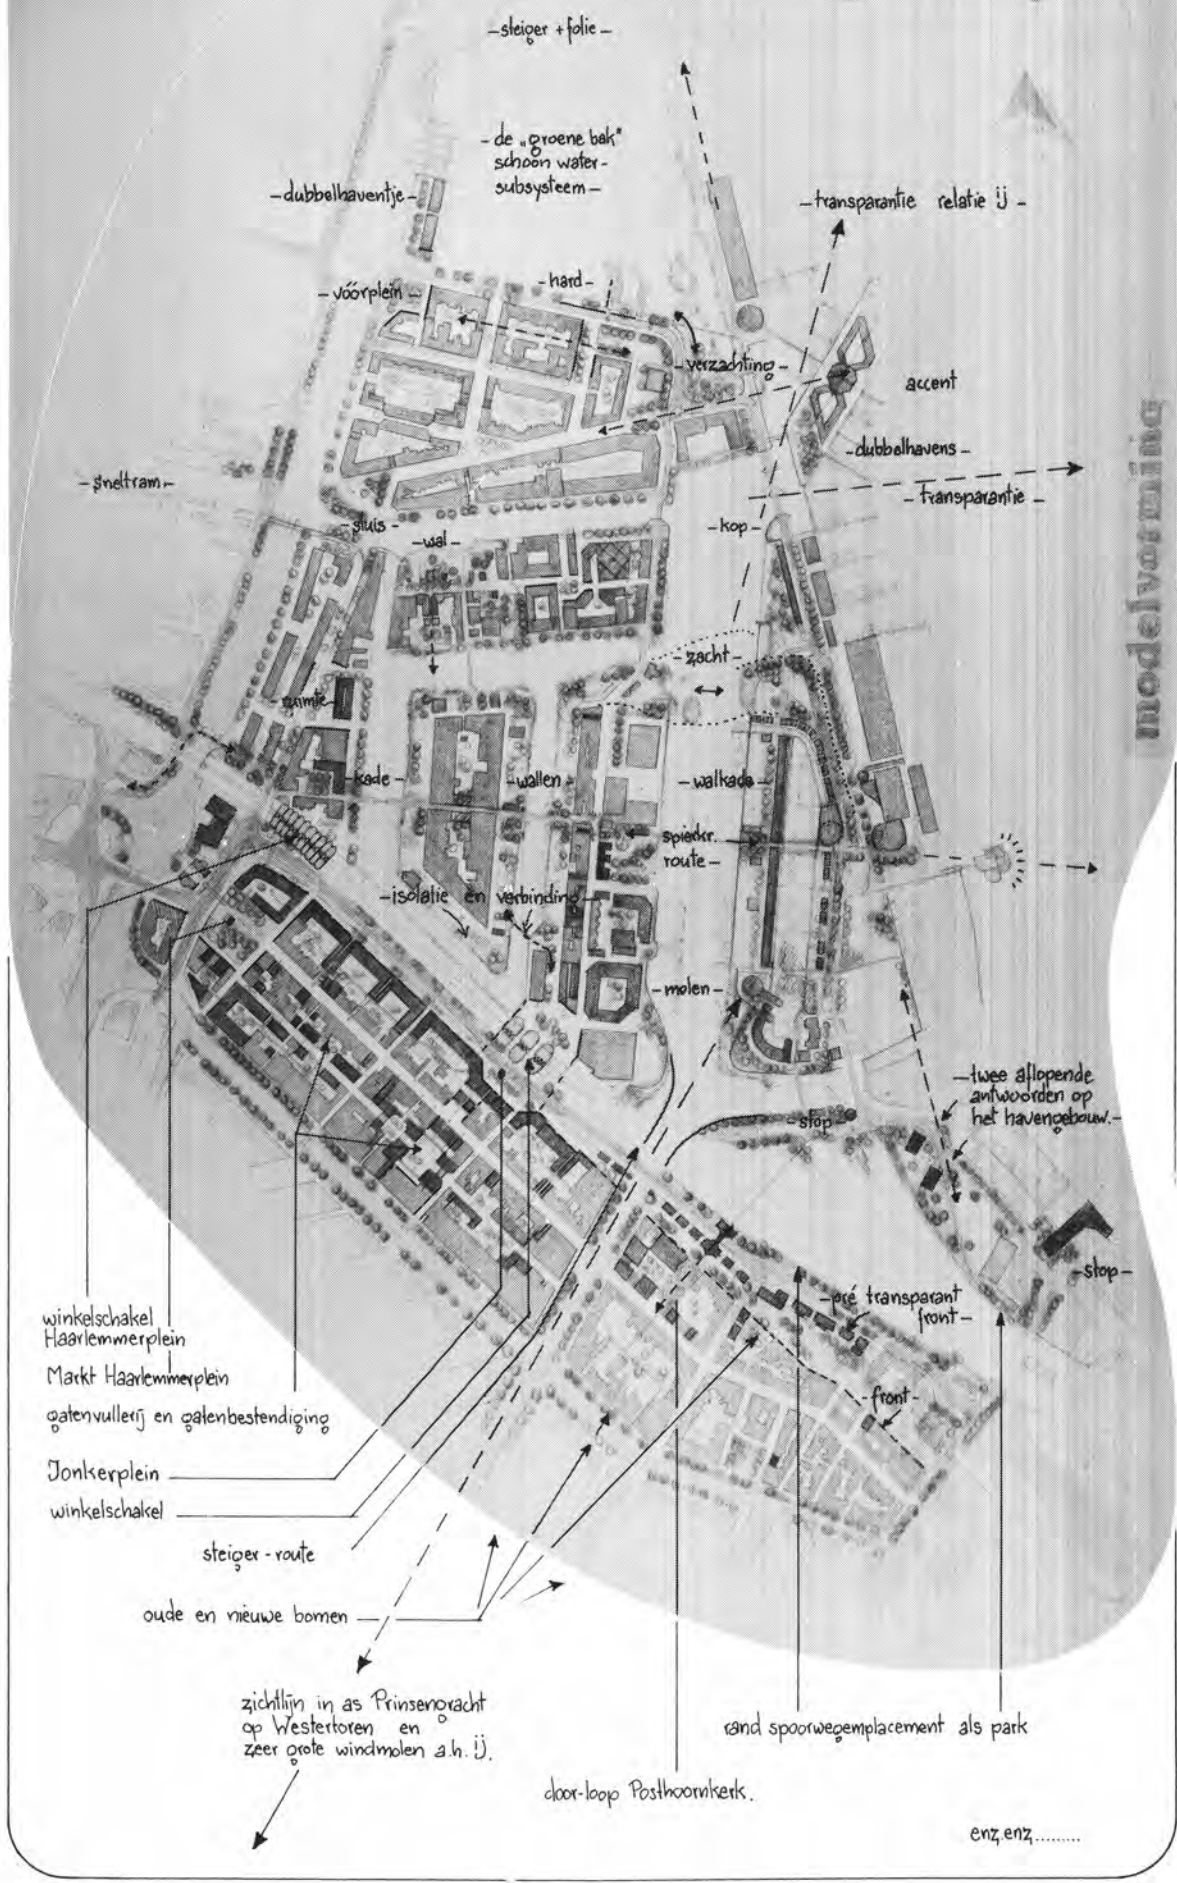 -steiger + folie-
-de „groene bak"
schoon water-
subsysteem-
-dubbelhaventje-
-transparantie relatie ij-
-vóórplein-
-hard-
-verzachting-
accent
modelvorming
-dubbelhavens-
-sneltram-
-transparantie-
-sluis-
-wal-
-kop-
-zacht-
-ruimte-
-kade-
-wallen-
-walkade-
route-
-isolatie en verbinding-
-molen-
-twee aflopende
antwoorden op
het havengebouw.-
-stop-
-stop-
-pré transparant
front-
-front-
winkelschakel
Haarlemmerplein
Markt Haarlemmerplein
gatenvullerij en gatenbestendiging
Jonkerplein
winkelschakel
steiger-route
oude en nieuwe bomen
zichtlijn in as Prinsengracht
op Westertoren en
zeer grote windmolen a.h. ij.
rand spoorwegemplacement als park
door-loop Posthoornkerk.
enz.enz.........